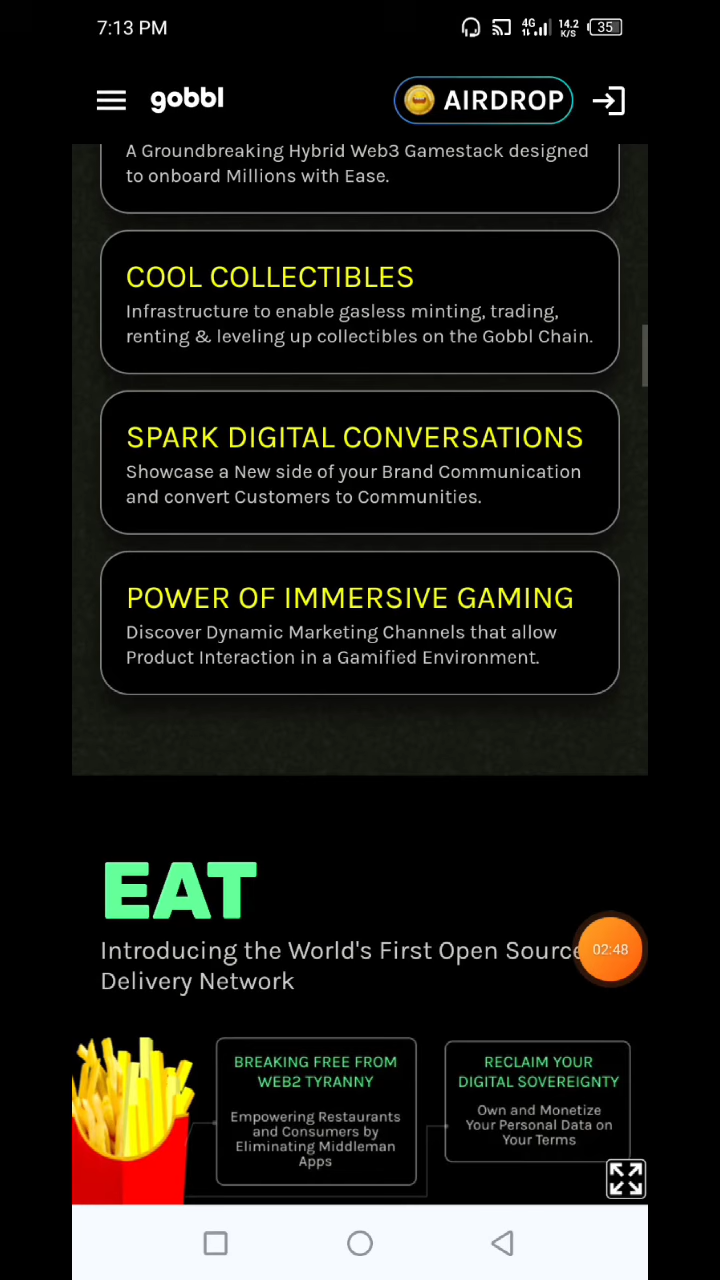 7:13 PM
4G
14.2
K/S
35
gobbl
AIRDROP
A Groundbreaking Hybrid Web3 Gamestack designed
to onboard Millions with Ease.
COOL COLLECTIBLES
Infrastructure to enable gasless minting, trading,
renting & leveling up collectibles on the Gobbl Chain.
SPARK DIGITAL CONVERSATIONS
Showcase a New side of your Brand Communication
and convert Customers to Communities.
POWER OF IMMERSIVE GAMING
Discover Dynamic Marketing Channels that allow
Product Interaction in a Gamified Environment.
EAT
Introducing the World's First Open Source
Delivery Network
02:48
BREAKING FREE FROM
WEB2 TYRANNY
Empowering Restaurants
and Consumers by
Eliminating Middleman
Apps
RECLAIM YOUR
DIGITAL SOVEREIGNTY
Own and Monetize
Your Personal Data on
Your Terms